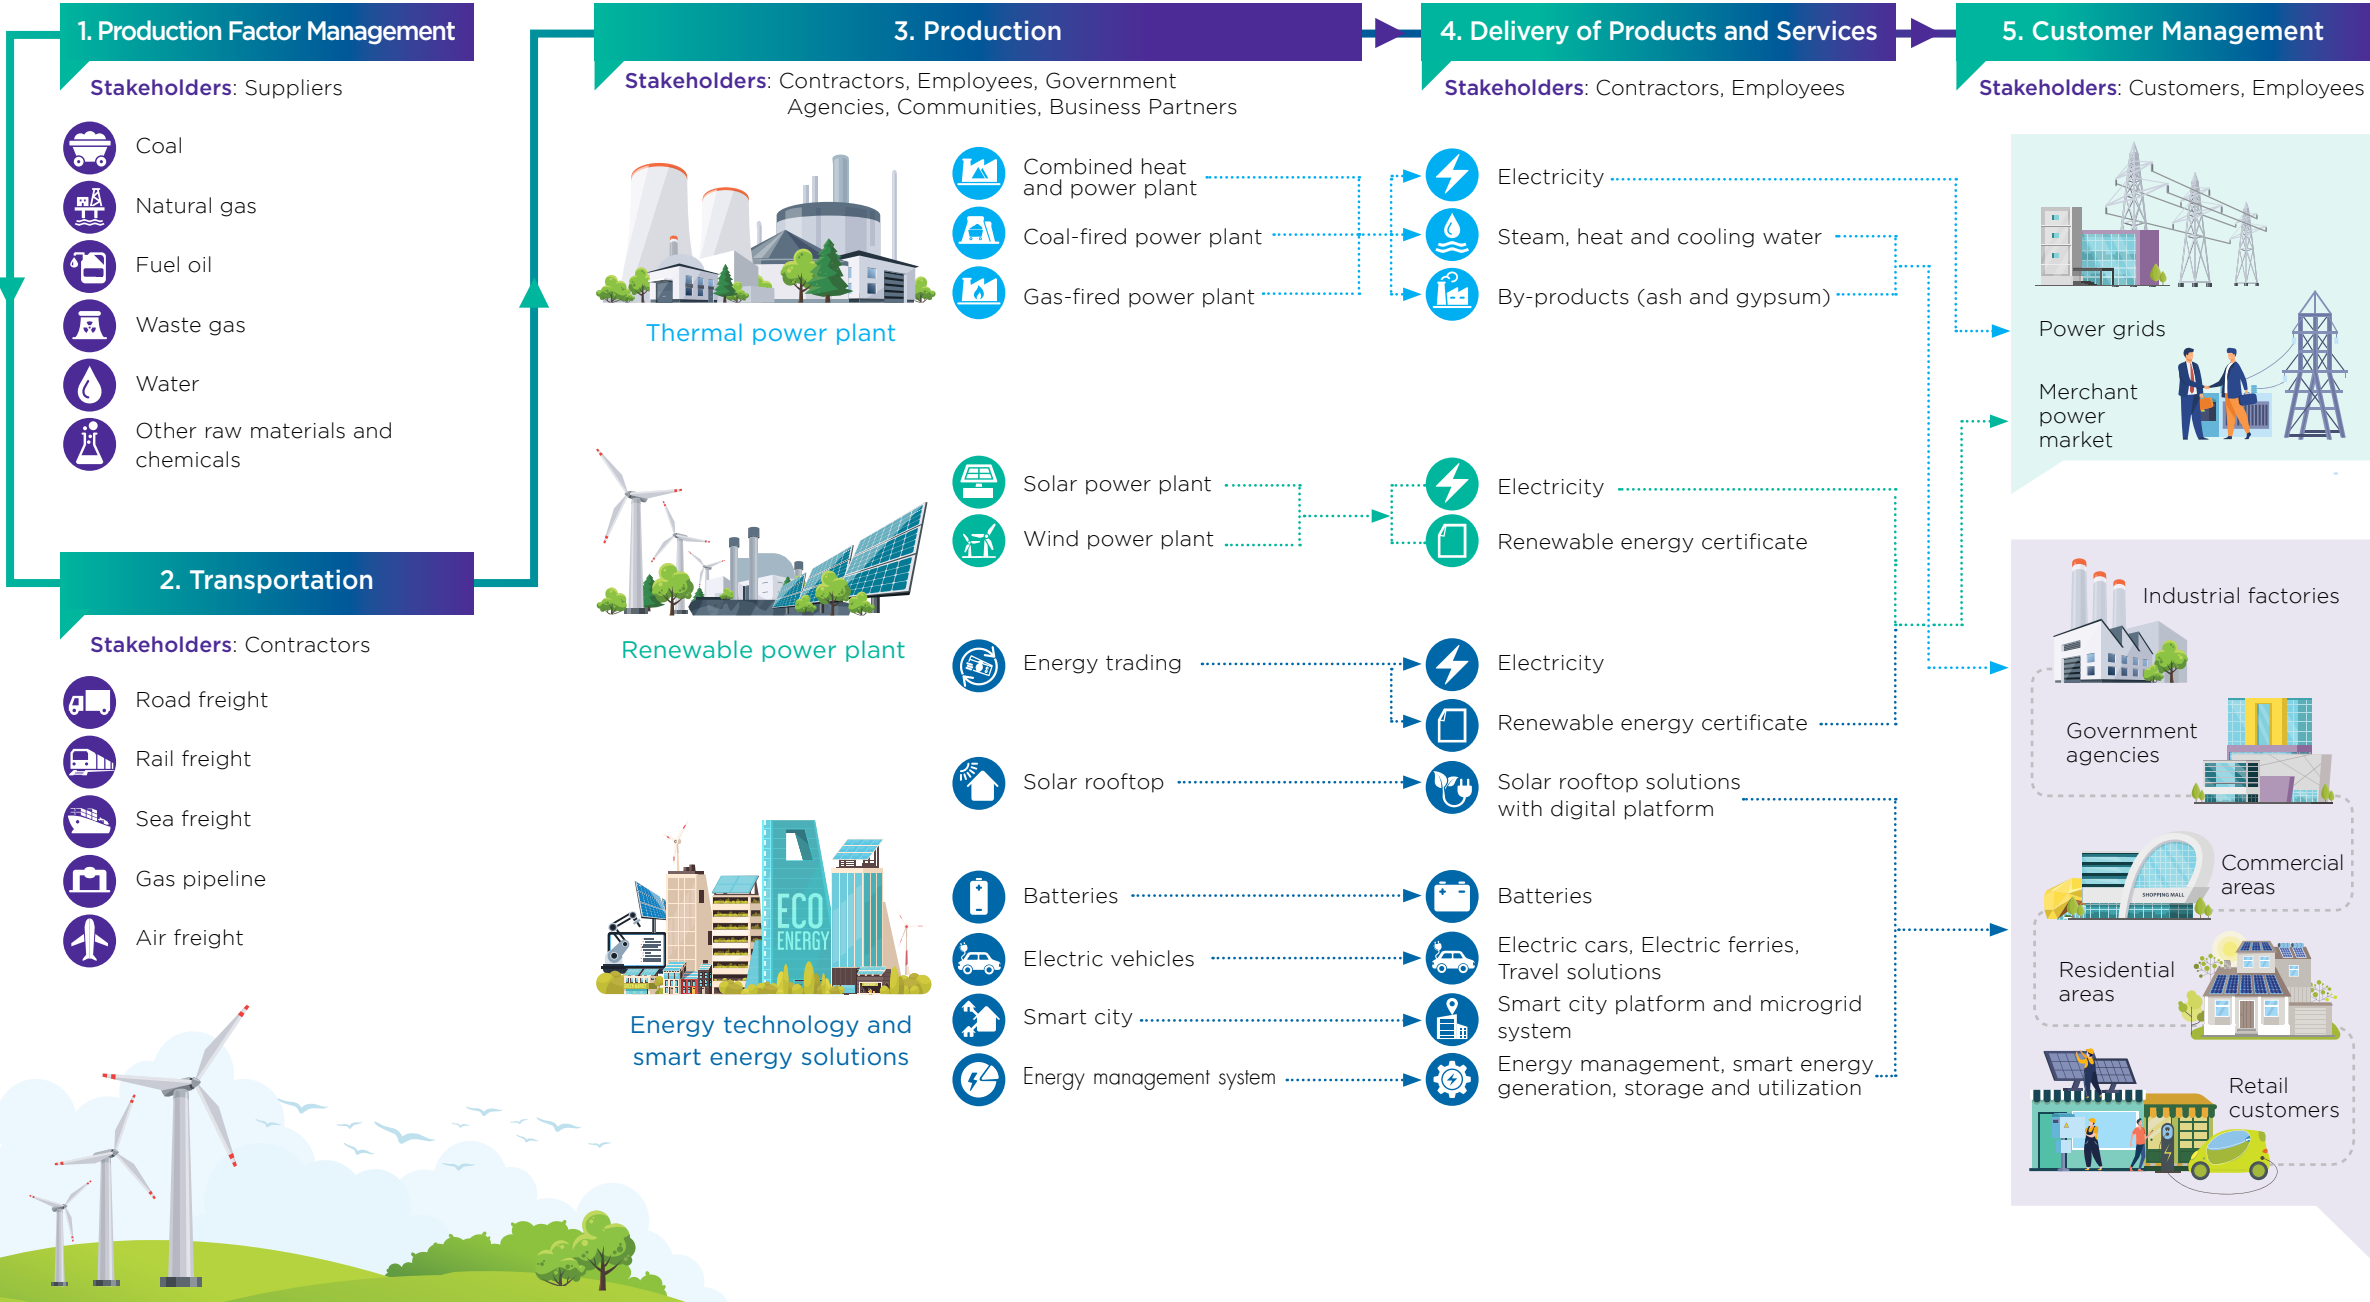 1. Production Factor Management
Stakeholders: Suppliers
Coal
Natural gas
Fuel oil
Waste gas
Water
Other raw materials and
chemicals
2. Transportation
Stakeholders: Contractors
Road freight
Rail freight
Sea freight
Gas pipeline
Air freight
3. Production
Stakeholders: Contractors, Employees, Government
Agencies, Communities, Business Partners
Thermal power plant
Combined heat
and power plant
Coal-fired power plant
Gas-fired power plant
Renewable power plant
Solar power plant
Wind power plant
ECO
ENERGY
Energy technology and
smart energy solutions
Energy trading
Solar rooftop
Batteries
Electric vehicles
Smart city
Energy management system
4. Delivery of Products and Services
Stakeholders: Contractors, Employees
Electricity
Steam, heat and cooling water
By-products (ash and gypsum)
Electricity
Renewable energy certificate
Electricity
Renewable energy certificate
Solar rooftop solutions
with digital platform
Batteries
Electric cars, Electric ferries,
Travel solutions
Smart city platform and microgrid
system
Energy management, smart energy
generation, storage and utilization
5. Customer Management
Stakeholders: Customers, Employees
Power grids
Merchant
power
market
Industrial factories
Government
agencies
Commercial
areas
SHOPPING MALL
Residential
areas
Retail
customers